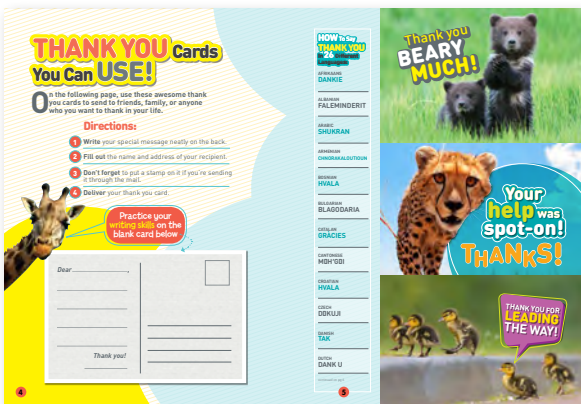 THANK YOU Cards
You Can USE!
On the following page, use these awesome thank
you cards to send to friends, family, or anyone
who you want to thank in your life.
Directions:
1 Write your special message neatly on the back.
2 Fill out the name and address of your recipient.
3 Don't forget to put a stamp on it if you're sending
it through the mail.
4 Deliver your thank you card.
Practice your
writing skills on the
blank card below
Dear ,
Thank you!
4
HOW To Say
THANK YOU
in 26 Different
Languages
AFRIKAANS
DANKIE
ALBANIAN
FALEMINDERIT
ARABIC
SHUKRAN
ARMENIAN
CHNORAKALOUTIOUN
BOSNIAN
HVALA
BULGARIAN
BLAGODARIA
CATALAN
GRACIES
CANTONESE
M̀H'GOI
CROATIAN
HVALA
CZECH
DĚKUJI
DANISH
TAK
DUTCH
DANK U
5
Thank you
BEARY
MUCH!
Your
help was
spot-on!
THANKS!
THANK YOU FOR
LEADING
THE WAY!